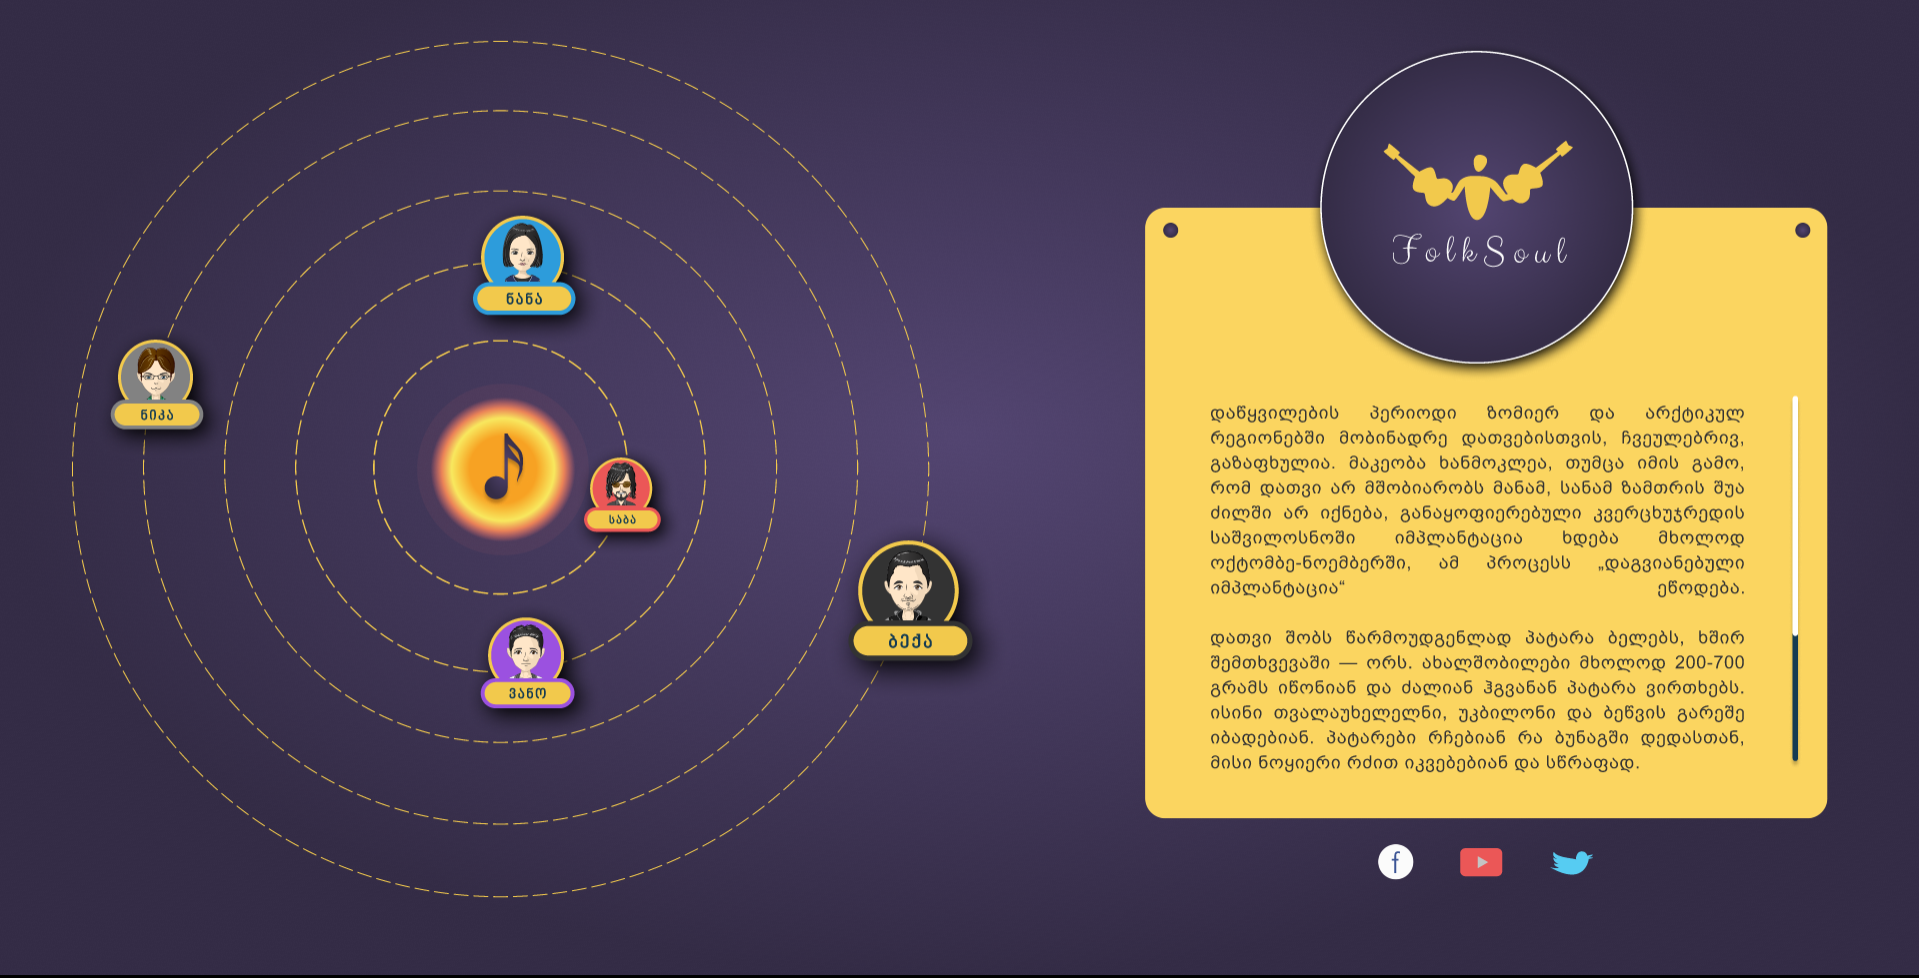 ნანა
ნიკა
საბა
ბექა
ვანო
FolkSoul
დაწყვილების პერიოდი ზომიერ და არქტიკულ
რეგიონებში მობინადრე დათვებისთვის, ჩვეულებრივ,
გაზაფხულია. მაკეობა ხანმოკლეა, თუმცა იმის გამო,
რომ დათვი არ მშობიარობს მანამ, სანამ ზამთრის შუა
ძილში არ იქნება, განაყოფიერებული კვერცხუჯრედის
საშვილოსნოში იმპლანტაცია ხდება მხოლოდ
ოქტომბე-ნოემბერში, ამ პროცესს „დაგვიანებული
იმპლანტაცია“ ეწოდება.
დათვი შობს წარმოუდგენლად პატარა ბელებს, ხშირ
შემთხვევაში — ორს. ახალშობილები მხოლოდ 200-700
გრამს იწონიან და ძალიან ჰგვანან პატარა ვირთხებს.
ისინი თვალაუხელელნი, უკბილონი და ბეწვის გარეშე
იბადებიან. პატარები რჩებიან რა ბუნაგში დედასთან,
მისი ნოყიერი რძით იკვებებიან და სწრაფად.